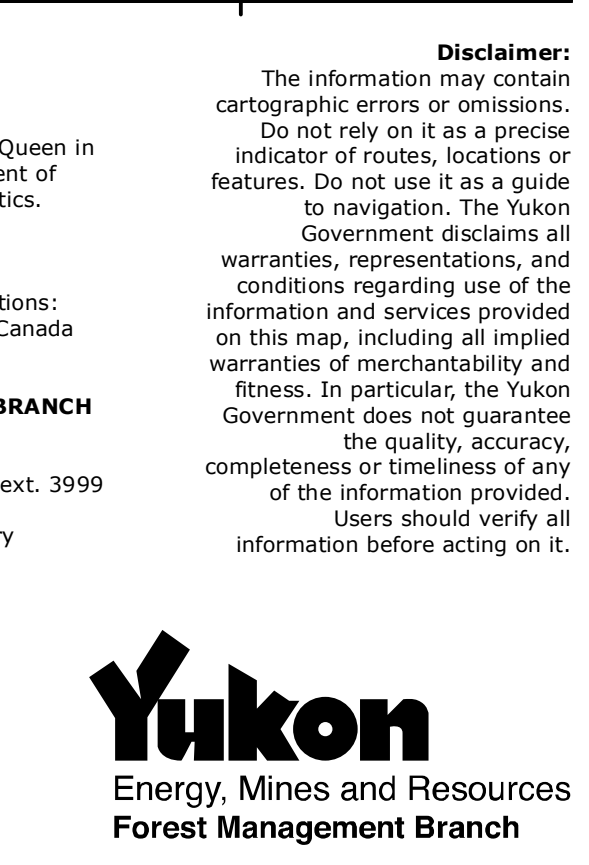 Queen in
ent of
tics.
tions:
Canada
BRANCH
ext. 3999
ry
Disclaimer:
The information may contain
cartographic errors or omissions.
Do not rely on it as a precise
indicator of routes, locations or
features. Do not use it as a guide
to navigation. The Yukon
Government disclaims all
warranties, representations, and
conditions regarding use of the
information and services provided
on this map, including all implied
warranties of merchantability and
fitness. In particular, the Yukon
Government does not guarantee
the quality, accuracy,
completeness or timeliness of any
of the information provided.
Users should verify all
information before acting on it.
Yukon
Energy, Mines and Resources
Forest Management Branch